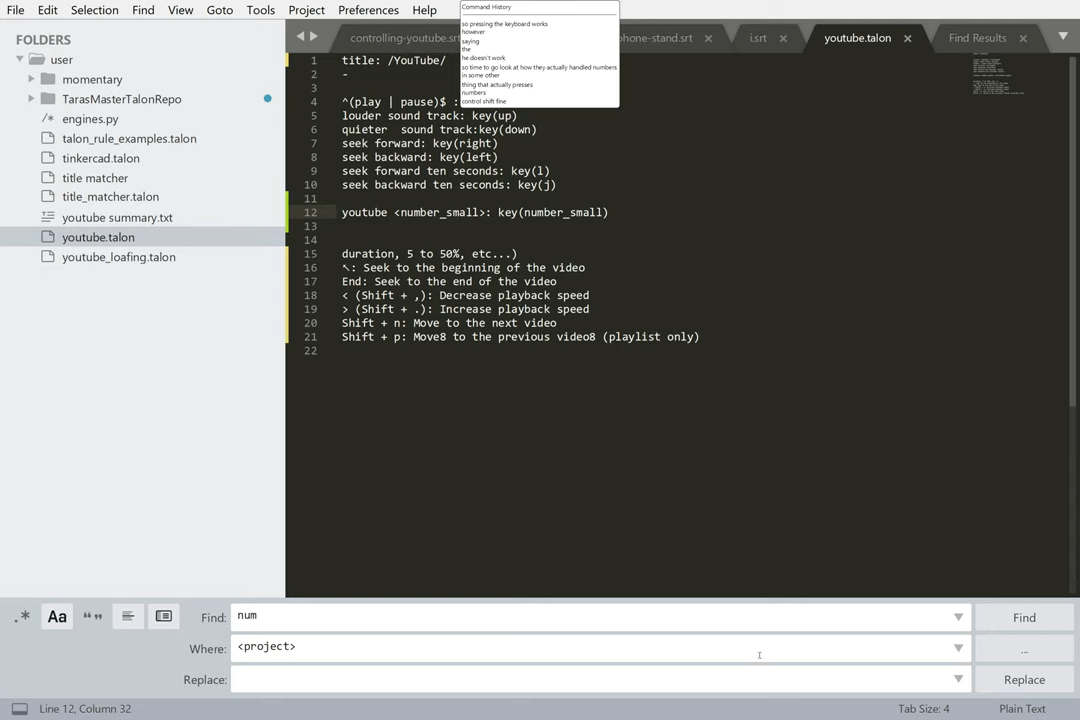 File Edit Selection Find View Goto Tools Project Preferences Help
Command History
so pressing the keyboard works
however
saying
the
he doesn't work
so time to go look at how they actually handled numbers
in some other
thing that actually presses
numbers
control shift fine
FOLDERS
user
momentary
TarasMasterTalonRepo
engines.py
talon_rule_examples.talon
tinkercad.talon
title matcher
title_matcher.talon
youtube summary.txt
youtube.talon
youtube_loafing.talon
controlling-youtube.srt phone-stand.srt i.srt youtube.talon Find Results
1 title: /YouTube/
2 -
3
4 ^(play | pause)$ :
5 louder sound track: key(up)
6 quieter  sound track:key(down)
7 seek forward: key(right)
8 seek backward: key(left)
9 seek forward ten seconds: key(l)
10 seek backward ten seconds: key(j)
11
12 youtube <number_small>: key(number_small)
13
14
15 duration, 5 to 50%, etc...)
16 ↖: Seek to the beginning of the video
17 End: Seek to the end of the video
18 < (Shift + ,): Decrease playback speed
19 > (Shift + .): Increase playback speed
20 Shift + n: Move to the next video
21 Shift + p: Move8 to the previous video8 (playlist only)
22
.* Aa Find: num Find
Where: <project> ...
Replace: Replace
Line 12, Column 32 Tab Size: 4 Plain Text